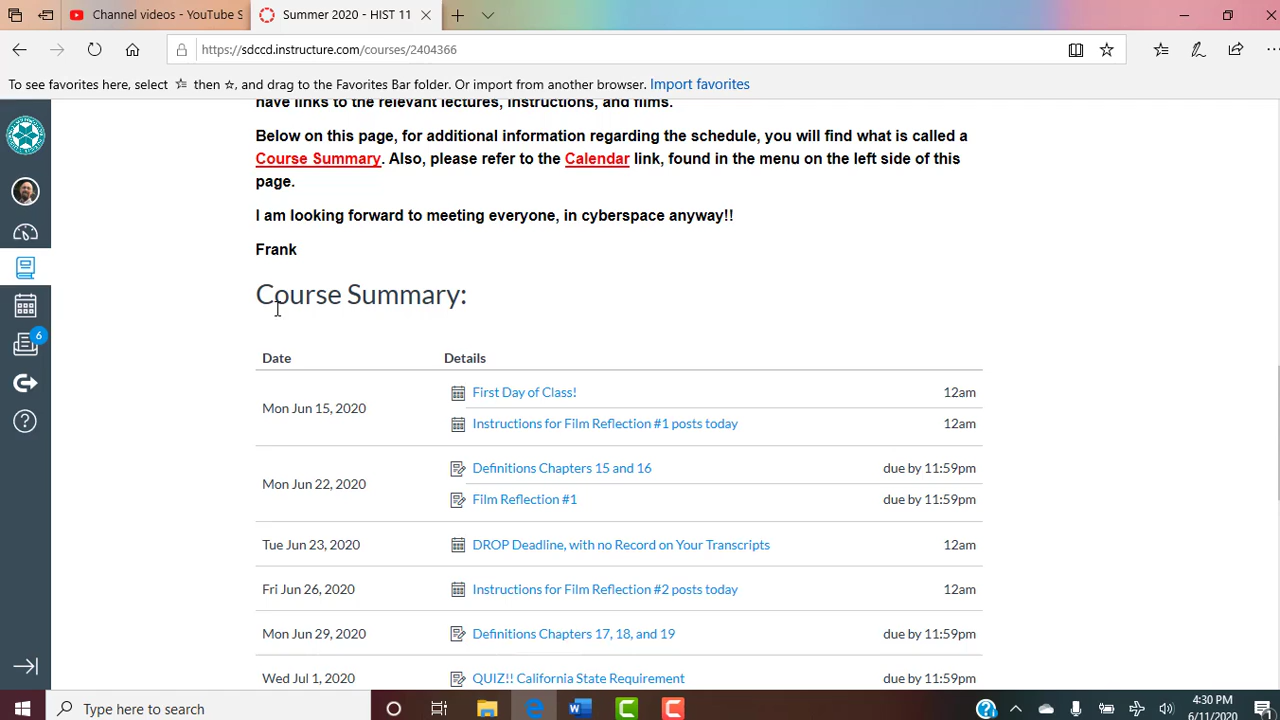 Channel videos - YouTube S
Summer 2020 - HIST 11
https://sdccd.instructure.com/courses/2404366
To see favorites here, select then ☆, and drag to the Favorites Bar folder. Or import from another browser. Import favorites
have links to the relevant lectures, instructions, and films.
Below on this page, for additional information regarding the schedule, you will find what is called a
Course Summary. Also, please refer to the Calendar link, found in the menu on the left side of this
page.
I am looking forward to meeting everyone, in cyberspace anyway!!
Frank
Course Summary:
Date Details
First Day of Class! 12am
Mon Jun 15, 2020
Instructions for Film Reflection #1 posts today 12am
Definitions Chapters 15 and 16 due by 11:59pm
Mon Jun 22, 2020
Film Reflection #1 due by 11:59pm
Tue Jun 23, 2020 DROP Deadline, with no Record on Your Transcripts 12am
Fri Jun 26, 2020 Instructions for Film Reflection #2 posts today 12am
Mon Jun 29, 2020 Definitions Chapters 17, 18, and 19 due by 11:59pm
Wed Jul 1, 2020 QUIZ!! California State Requirement due by 11:59pm
6
Type here to search
4:30 PM
6/11/2020